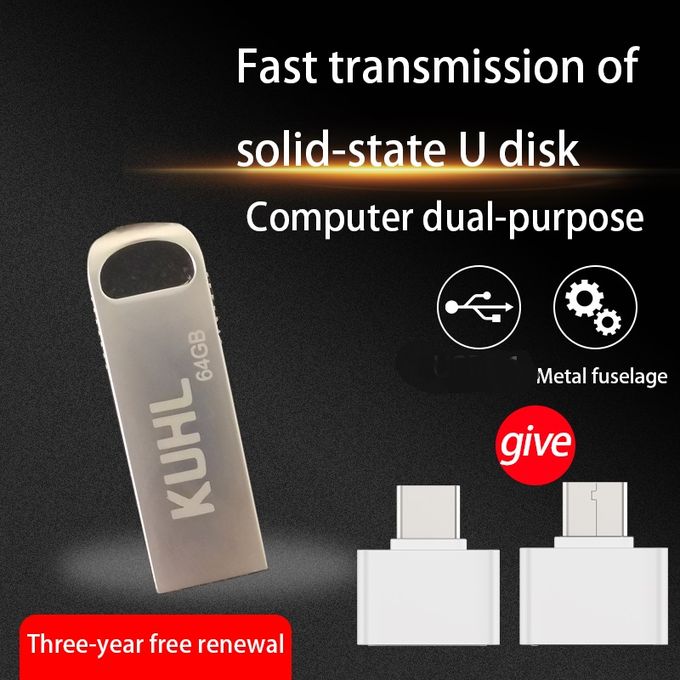 Fast transmission of
solid-state U disk
Computer dual-purpose
Metal fuselage
give
KUHL
64GB
Three-year free renewal